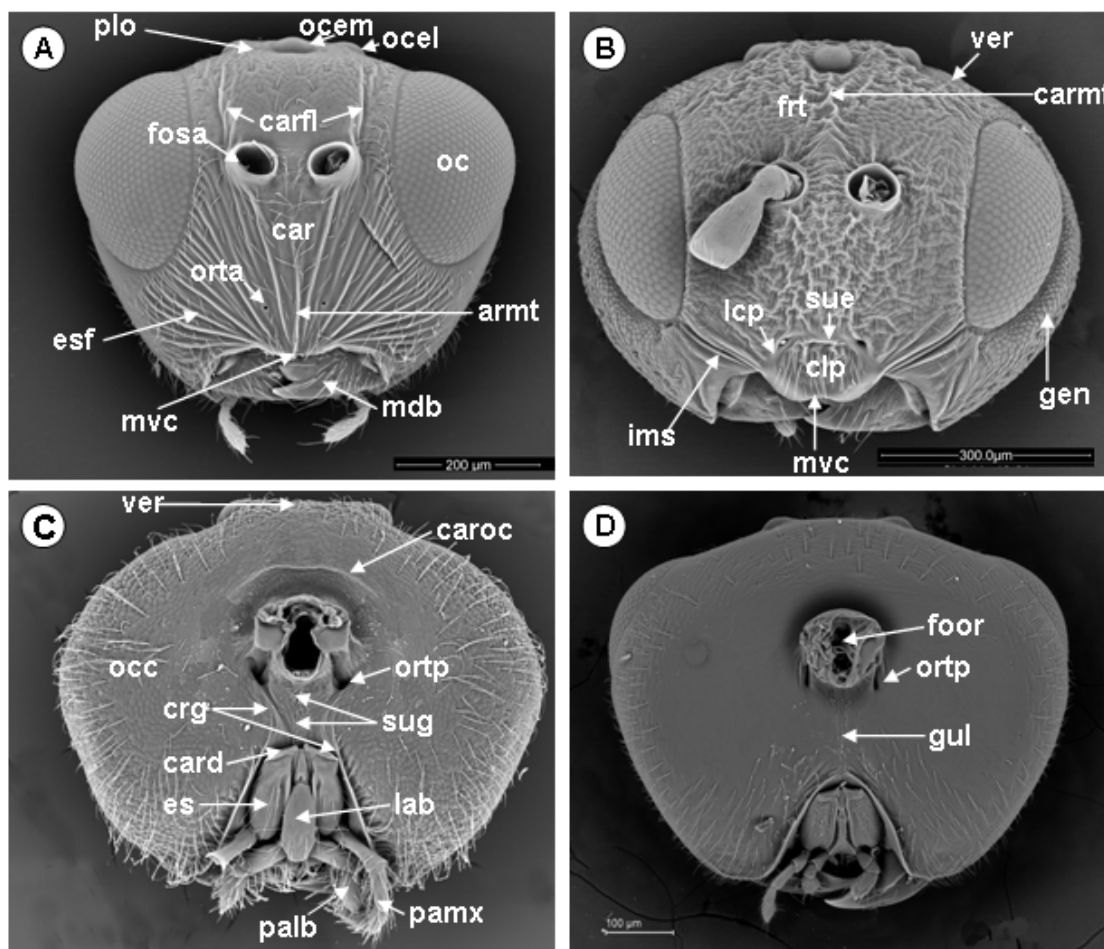 A
plo
ocem
ocel
carfl
fosa
oc
car
orta
armt
esf
mvc
mdb
200 µm
B
ver
carmf
frt
sue
lcp
clp
gen
ims
mvc
300.0µm
C
ver
caroc
occ
ortp
crg
sug
card
es
lab
palb
pamx
D
foor
ortp
gul
100 µm